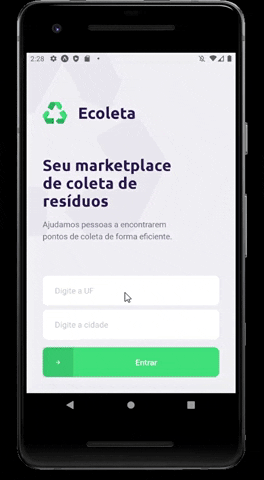 2:28
Ecoleta
Seu marketplace
de coleta de
resíduos
Ajudamos pessoas a encontrarem
pontos de coleta de forma eficiente.
Digite a UF
Digite a cidade
Entrar